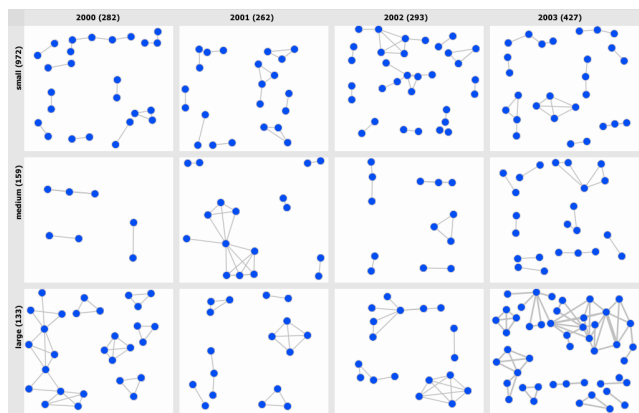 2000 (282)
2001 (262)
2002 (293)
2003 (427)
small (972)
medium (159)
large (133)